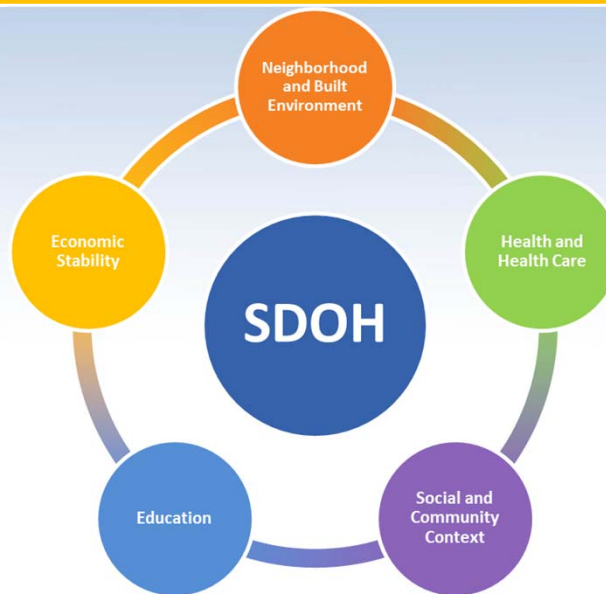 Neighborhood
and Built
Environment
Economic
Stability
Health and
Health Care
SDOH
Education
Social and
Community
Context